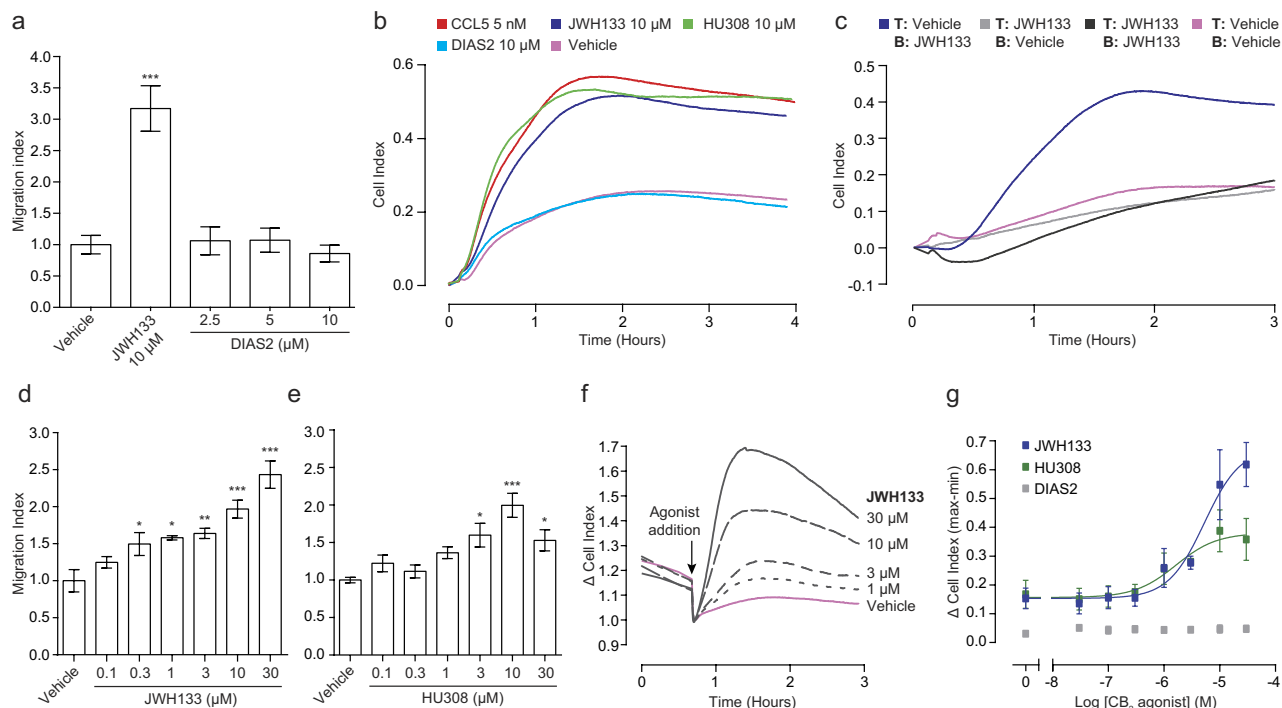 a
Migration index
4.0
3.5
3.0
2.5
2.0
1.5
1.0
0.5
0.0
***
Vehicle
JWH133
10 µM
2.5 5 10
DIAS2 (µM)
b
CCL5 5 nM JWH133 10 µM HU308 10 µM
DIAS2 10 µM Vehicle
Cell Index
0.6
0.4
0.2
0.0
0 1 2 3 4
Time (Hours)
c
T: Vehicle T: JWH133 T: JWH133 T: Vehicle
B: JWH133 B: Vehicle B: JWH133 B: Vehicle
Cell Index
0.5
0.4
0.3
0.2
0.1
0.0
-0.1
0 1 2 3
Time (Hours)
d
Migration Index
3.0
2.5
2.0
1.5
1.0
0.5
0.0
* * ** *** ***
Vehicle
0.1 0.3 1 3 10 30
JWH133 (µM)
e
3.0
2.5
2.0
1.5
1.0
0.5
0.0
* *** *
Vehicle
0.1 0.3 1 3 10 30
HU308 (µM)
f
Δ Cell Index
1.7
1.6
1.5
1.4
1.3
1.2
1.1
1.0
0.9
Agonist
addition
JWH133
30 µM
10 µM
3 µM
1 µM
Vehicle
0 1 2 3
Time (Hours)
g
JWH133
HU308
DIAS2
Δ Cell Index (max-min)
0.7
0.6
0.5
0.4
0.3
0.2
0.1
0.0
0 -8 -7 -6 -5 -4
Log [CB₂ agonist] (M)